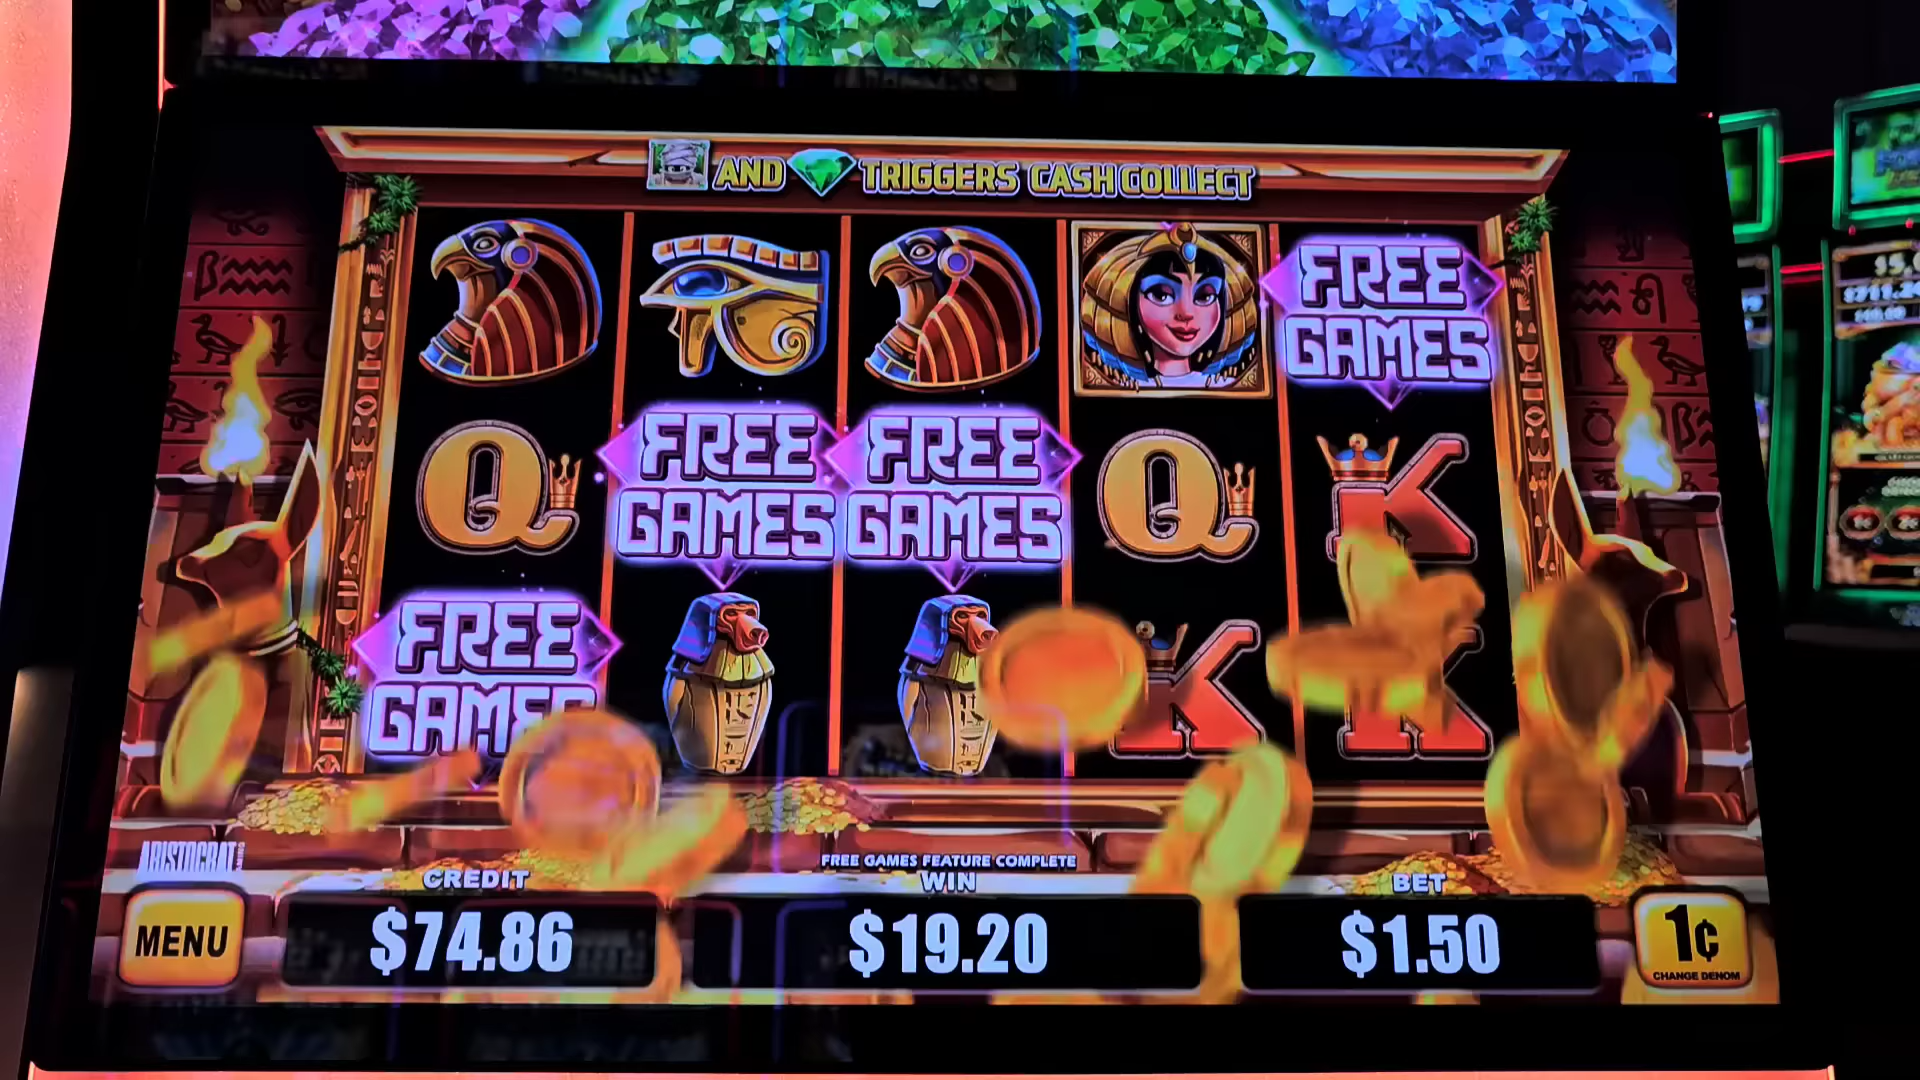 AND TRIGGERS CASH COLLECT
FREE
GAMES
Q
FREE
GAMES
FREE
GAMES
Q
K
FREE
GAMES
K
K
ARISTOCRAT
FREE GAMES FEATURE COMPLETE
CREDIT
WIN
BET
MENU
$74.86
$19.20
$1.50
1¢
CHANGE DENOM